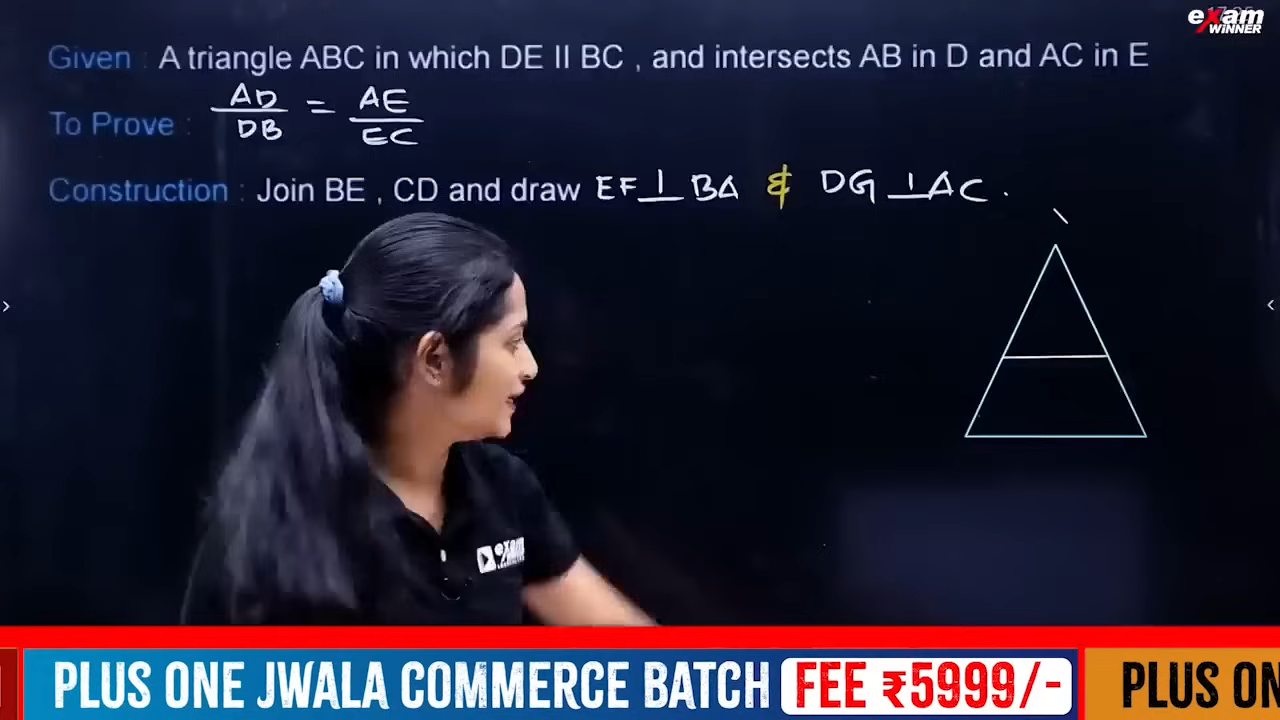 exam
WINNER
Given : A triangle ABC in which DE II BC , and intersects AB in D and AC in E
To Prove : AD/DB = AE/EC
Construction : Join BE , CD and draw EF ⊥ BA & DG ⊥ AC .
exam
PLUS ONE JWALA COMMERCE BATCH FEE ₹5999/- PLUS ON